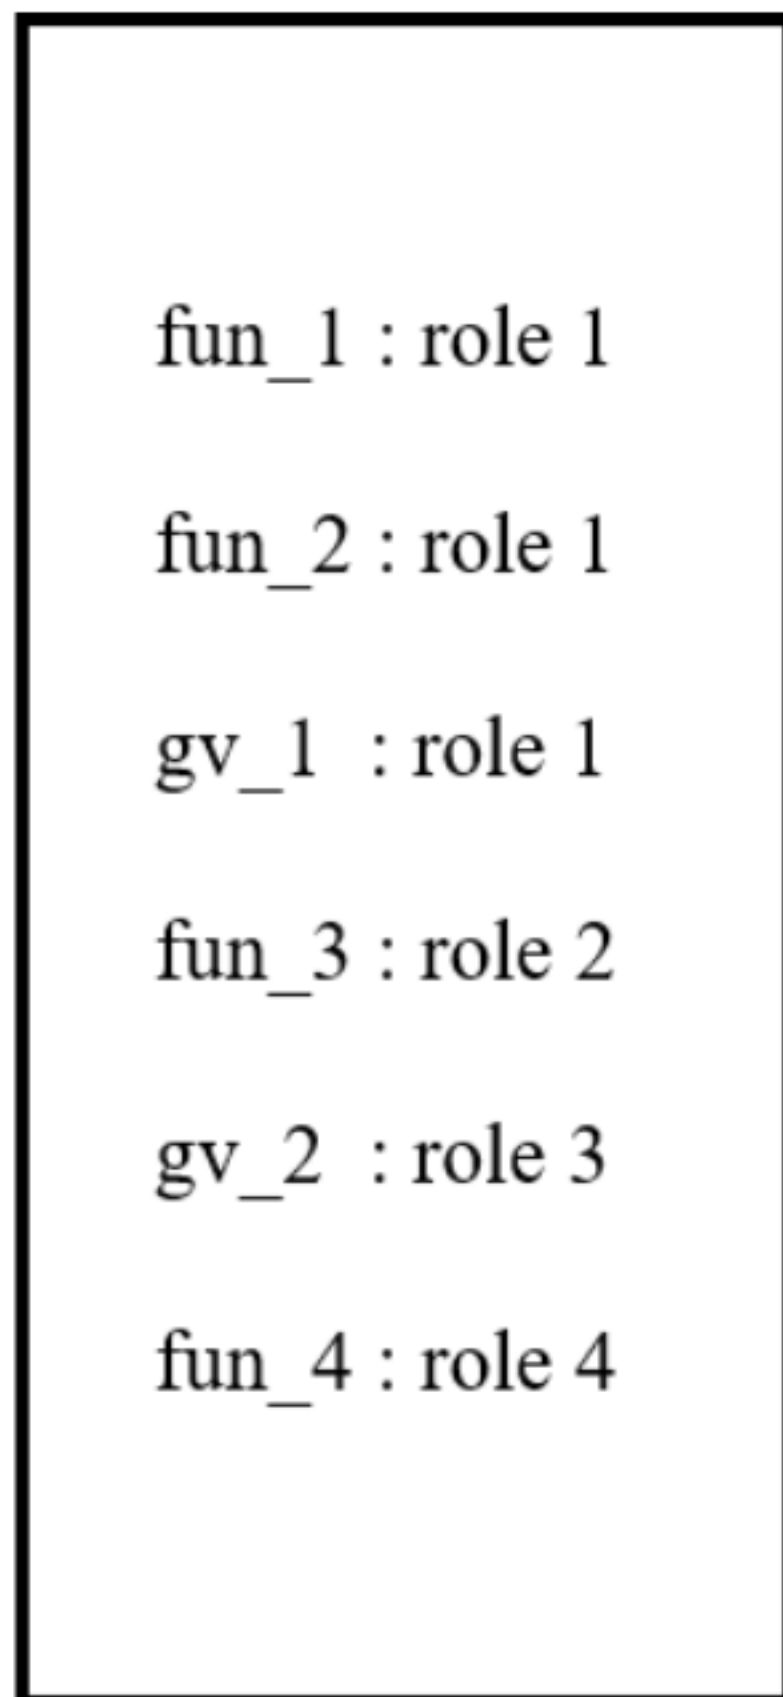 fun_1 : role 1
fun_2 : role 1
gv_1  : role 1
fun_3 : role 2
gv_2  : role 3
fun_4 : role 4